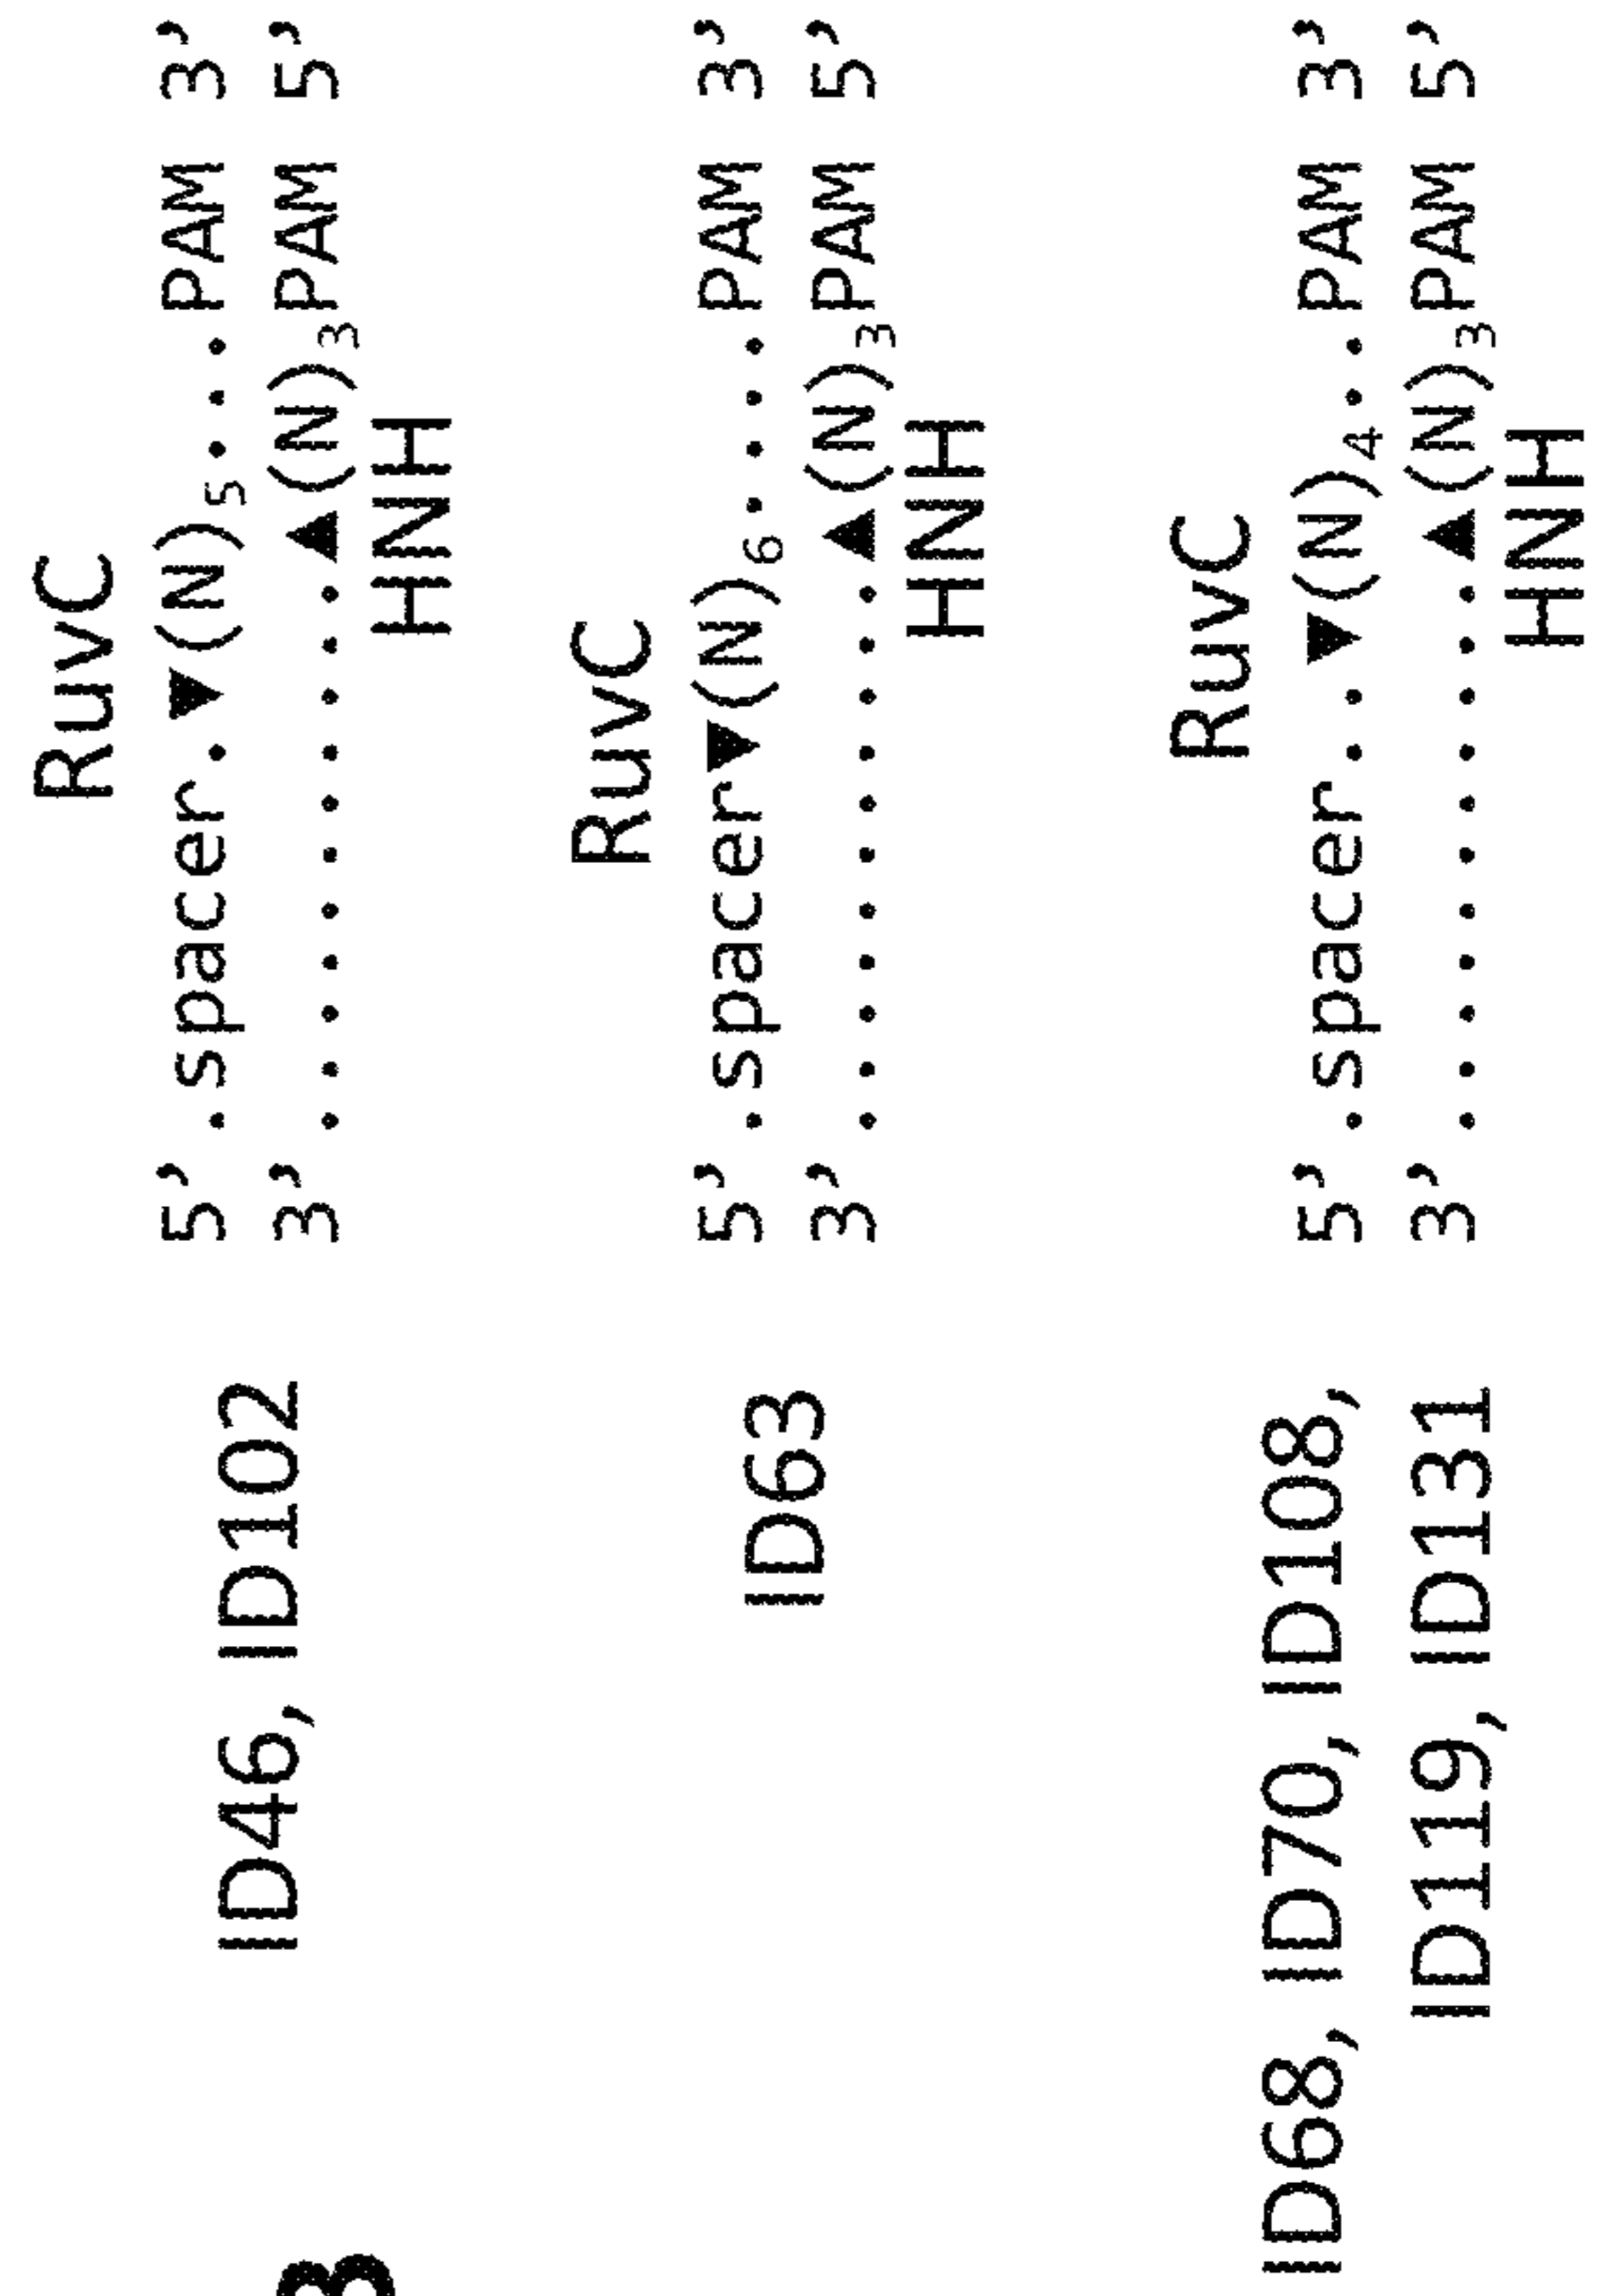 RuvC
5' .spacer.▼(N)₅...PAM 3'
ID46, ID102
3' ...........▲(N)₃PAM 5'
HNH
RuvC
5' .spacer▼(N)₆....PAM 3'
ID63
3' ...........▲(N)₃PAM 5'
HNH
RuvC
ID68, ID70, ID108,
5' .spacer..▼(N)₄..PAM 3'
ID119, ID131
3' ...........▲(N)₃PAM 5'
HNH